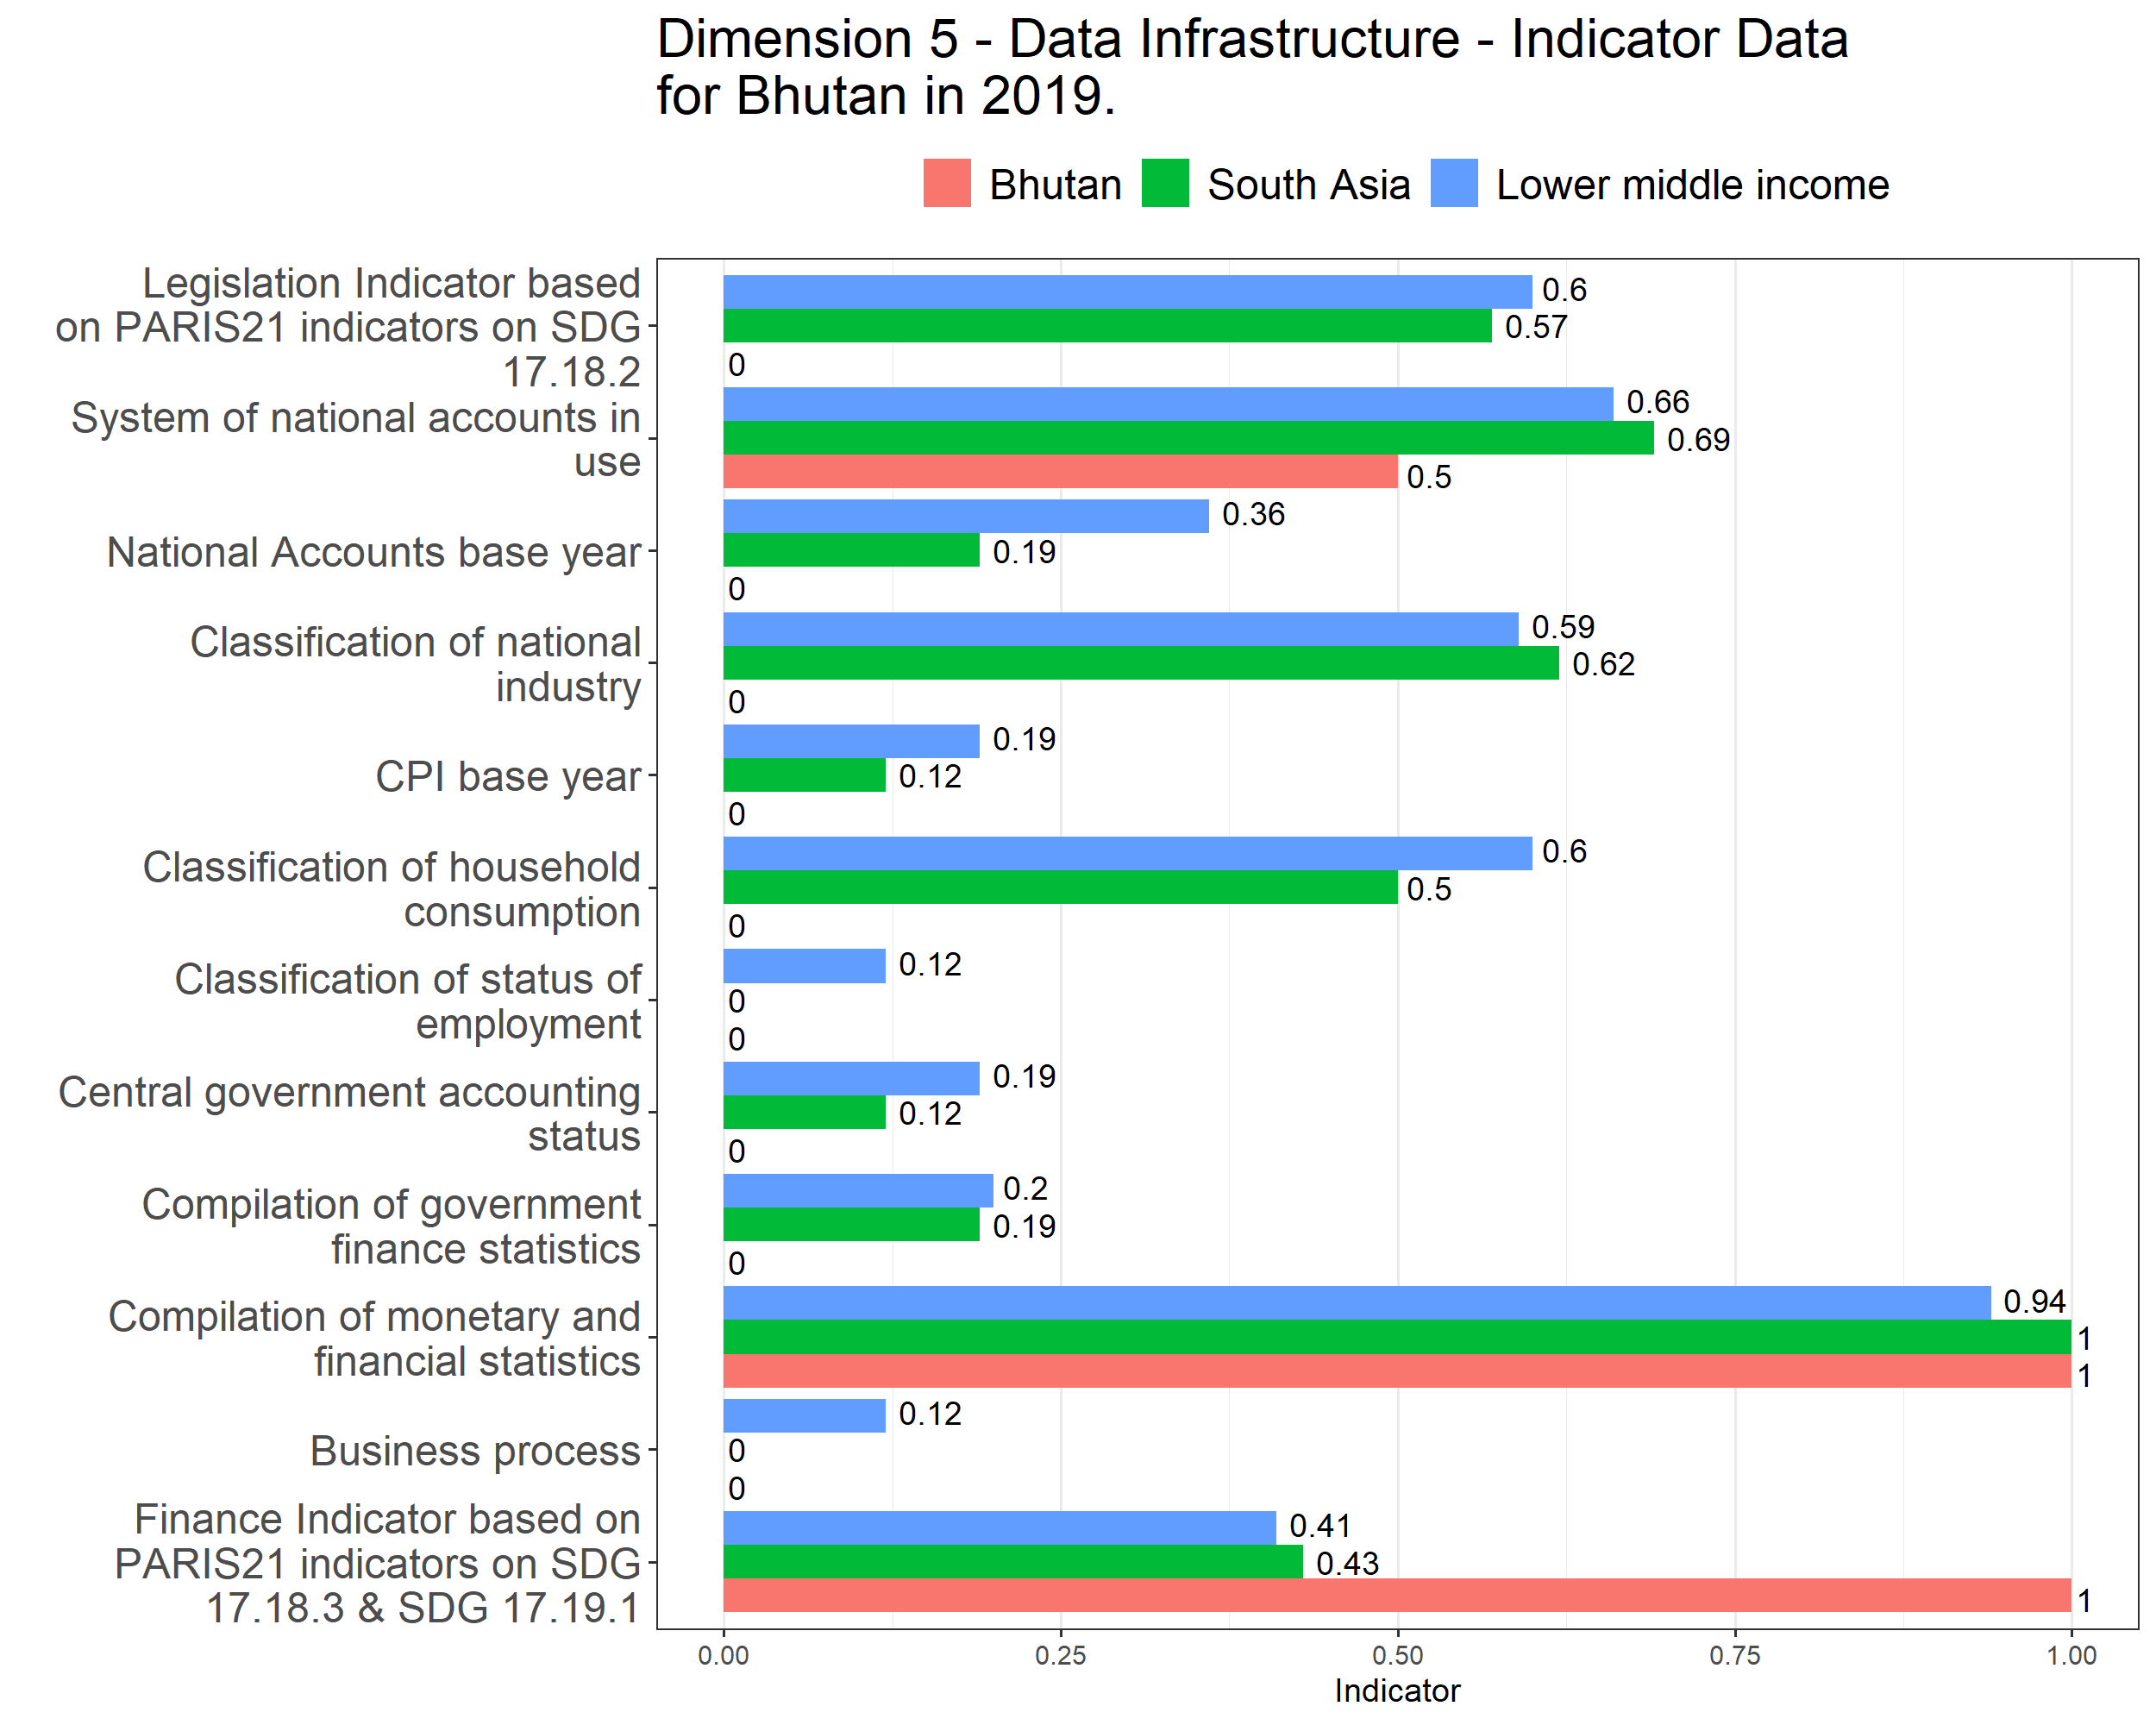 Dimension 5 - Data Infrastructure - Indicator Data
for Bhutan in 2019.
Bhutan South Asia Lower middle income
Legislation Indicator based
on PARIS21 indicators on SDG
17.18.2
0.6
0.57
0
System of national accounts in
use
0.66
0.69
0.5
National Accounts base year
0.36
0.19
0
Classification of national
industry
0.59
0.62
0
CPI base year
0.19
0.12
0
Classification of household
consumption
0.6
0.5
0
Classification of status of
employment
0.12
0
0
Central government accounting
status
0.19
0.12
0
Compilation of government
finance statistics
0.2
0.19
0
Compilation of monetary and
financial statistics
0.94
1
1
Business process
0.12
0
0
Finance Indicator based on
PARIS21 indicators on SDG
17.18.3 & SDG 17.19.1
0.41
0.43
1
0.00 0.25 0.50 0.75 1.00
Indicator